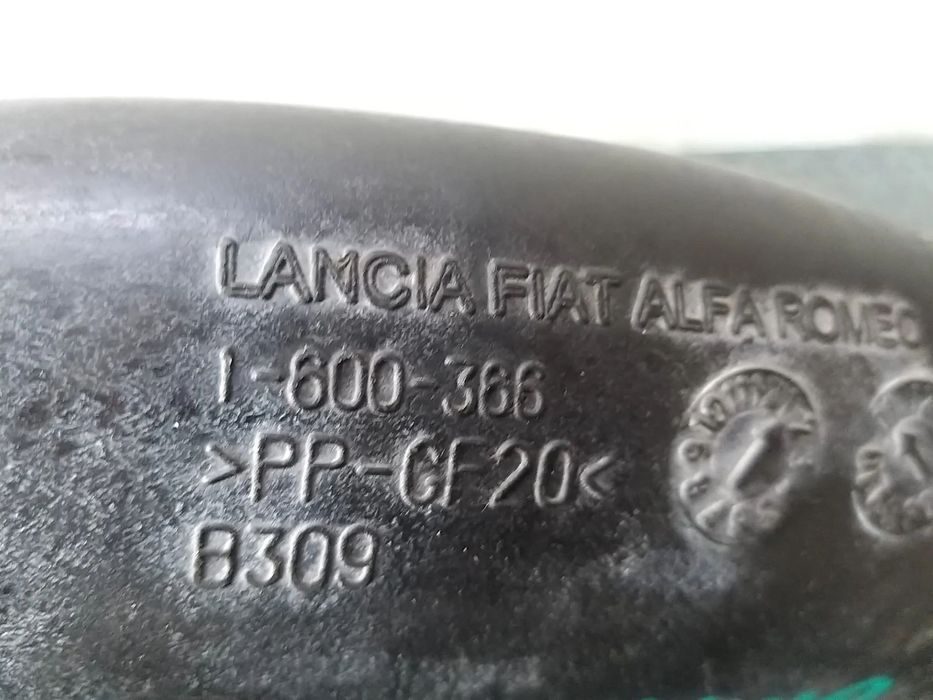 LANCIA FIAT ALFA ROMEO
1-600-366
>PP-GF20<
B309